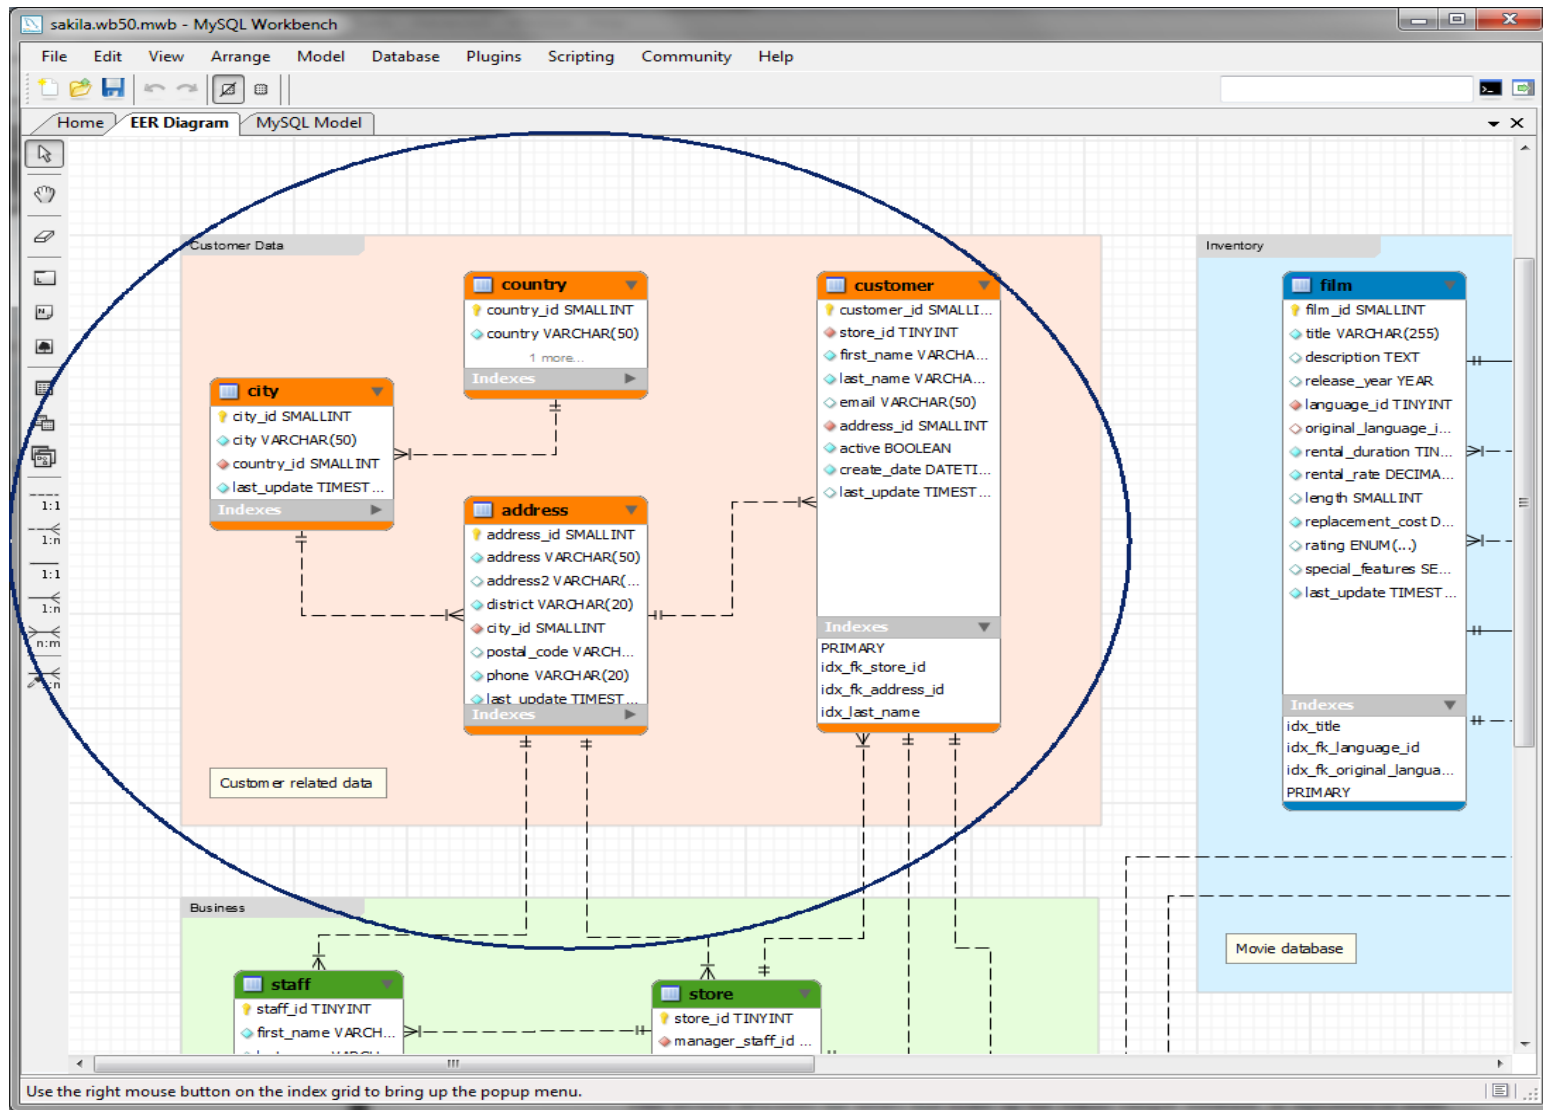 sakila.wb50.mwb - MySQL Workbench
File Edit View Arrange Model Database Plugins Scripting Community Help
Home EER Diagram MySQL Model
1:1
1:n
1:1
1:n
n:m
Customer Data
country
country_id SMALLINT
country VARCHAR(50)
1 more...
Indexes
city
city_id SMALLINT
city VARCHAR(50)
country_id SMALLINT
last_update TIMEST...
Indexes
address
address_id SMALLINT
address VARCHAR(50)
address2 VARCHAR(...
district VARCHAR(20)
city_id SMALLINT
postal_code VARCH...
phone VARCHAR(20)
last_update TIMEST...
Indexes
customer
customer_id SMALLI...
store_id TINYINT
first_name VARCHA...
last_name VARCHA...
email VARCHAR(50)
address_id SMALLINT
active BOOLEAN
create_date DATETI...
last_update TIMEST...
Indexes
PRIMARY
idx_fk_store_id
idx_fk_address_id
idx_last_name
Customer related data
Inventory
film
film_id SMALLINT
title VARCHAR(255)
description TEXT
release_year YEAR
language_id TINYINT
original_language_i...
rental_duration TIN...
rental_rate DECIMA...
length SMALLINT
replacement_cost D...
rating ENUM(...)
special_features SE...
last_update TIMEST...
Indexes
idx_title
idx_fk_language_id
idx_fk_original_langua...
PRIMARY
Movie database
Business
staff
staff_id TINYINT
first_name VARCH...
store
store_id TINYINT
manager_staff_id ...
Use the right mouse button on the index grid to bring up the popup menu.